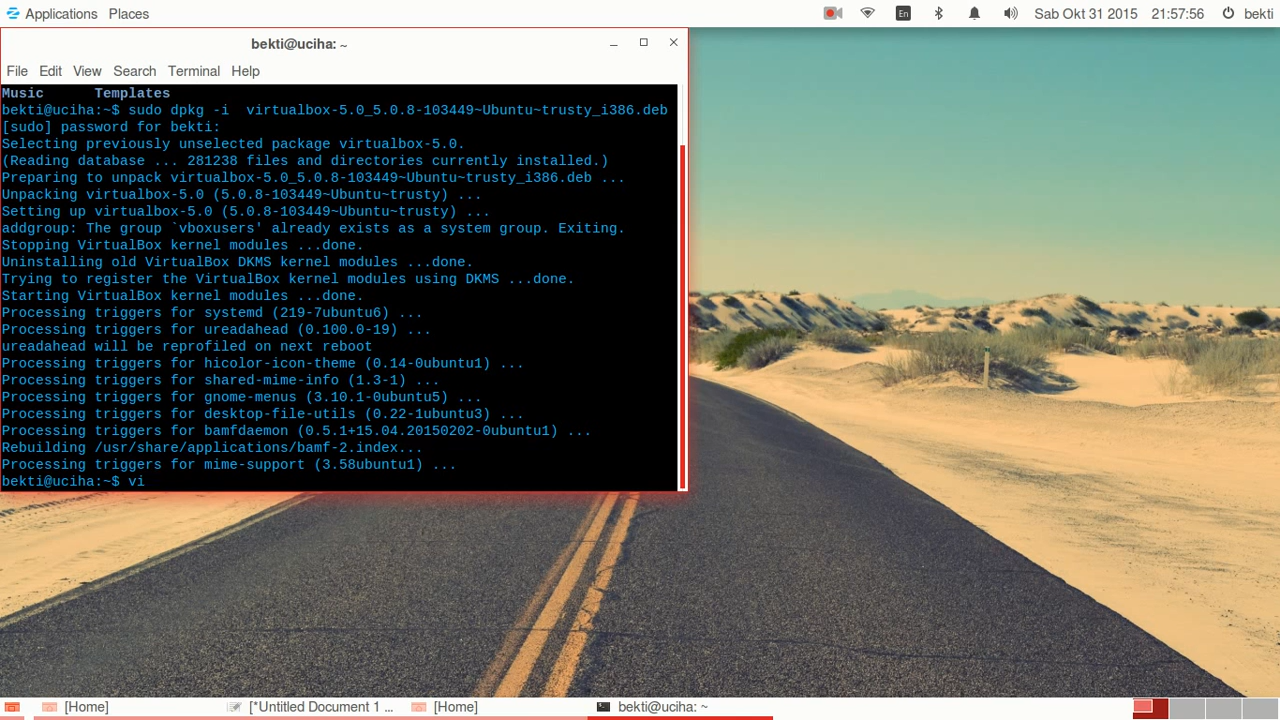 Applications Places
En Sab Okt 31 2015 21:57:56 bekti
bekti@uciha: ~
File Edit View Search Terminal Help
Music Templates
bekti@uciha:~$ sudo dpkg -i  virtualbox-5.0_5.0.8-103449~Ubuntu~trusty_i386.deb
[sudo] password for bekti:
Selecting previously unselected package virtualbox-5.0.
(Reading database ... 281238 files and directories currently installed.)
Preparing to unpack virtualbox-5.0_5.0.8-103449~Ubuntu~trusty_i386.deb ...
Unpacking virtualbox-5.0 (5.0.8-103449~Ubuntu~trusty) ...
Setting up virtualbox-5.0 (5.0.8-103449~Ubuntu~trusty) ...
addgroup: The group `vboxusers' already exists as a system group. Exiting.
Stopping VirtualBox kernel modules ...done.
Uninstalling old VirtualBox DKMS kernel modules ...done.
Trying to register the VirtualBox kernel modules using DKMS ...done.
Starting VirtualBox kernel modules ...done.
Processing triggers for systemd (219-7ubuntu6) ...
Processing triggers for ureadahead (0.100.0-19) ...
ureadahead will be reprofiled on next reboot
Processing triggers for hicolor-icon-theme (0.14-0ubuntu1) ...
Processing triggers for shared-mime-info (1.3-1) ...
Processing triggers for gnome-menus (3.10.1-0ubuntu5) ...
Processing triggers for desktop-file-utils (0.22-1ubuntu3) ...
Processing triggers for bamfdaemon (0.5.1+15.04.20150202-0ubuntu1) ...
Rebuilding /usr/share/applications/bamf-2.index...
Processing triggers for mime-support (3.58ubuntu1) ...
bekti@uciha:~$ vi
[Home] [*Untitled Document 1 ... [Home] bekti@uciha: ~